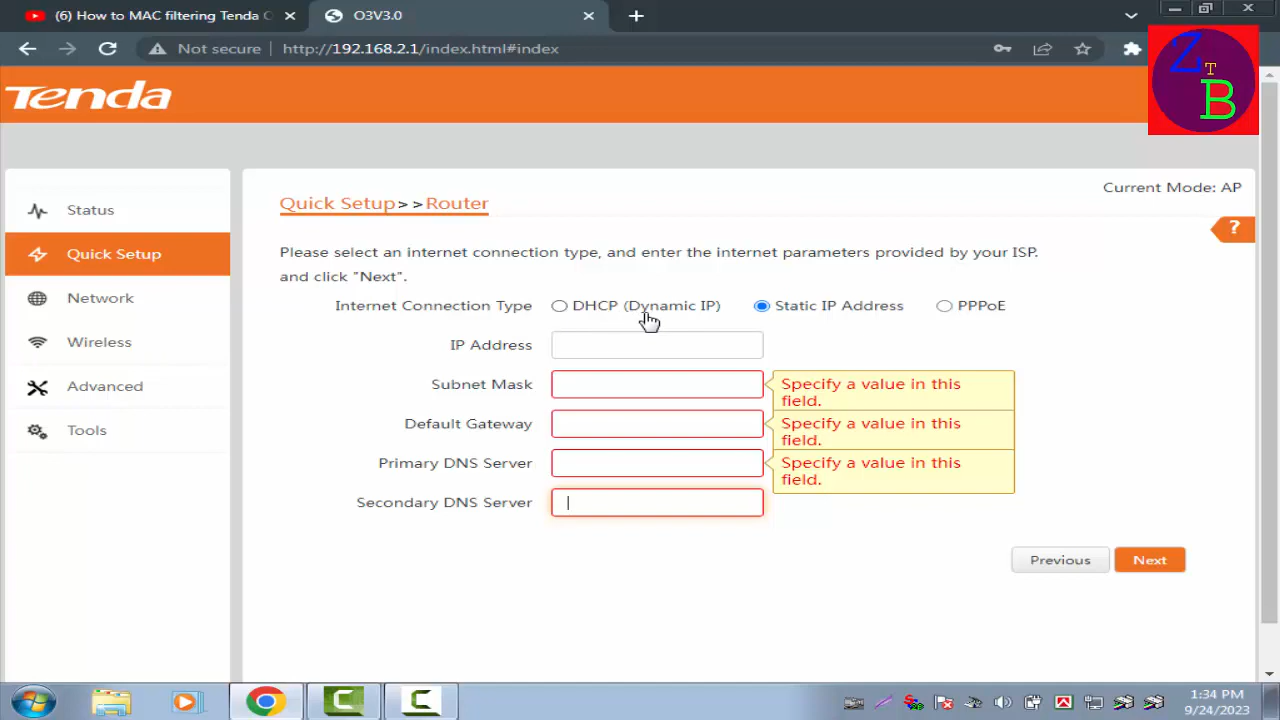 (6) How to MAC filtering Tenda O
O3V3.0
Not secure
http://192.168.2.1/index.html#index
Z T B
Tenda
Current Mode: AP
Status
Quick Setup
Network
Wireless
Advanced
Tools
Quick Setup>>Router
?
Please select an internet connection type, and enter the internet parameters provided by your ISP.
and click "Next".
Internet Connection Type
DHCP (Dynamic IP)
Static IP Address
PPPoE
IP Address
Subnet Mask
Specify a value in this
field.
Default Gateway
Specify a value in this
field.
Primary DNS Server
Specify a value in this
field.
Secondary DNS Server
Previous
Next
1:34 PM
9/24/2023